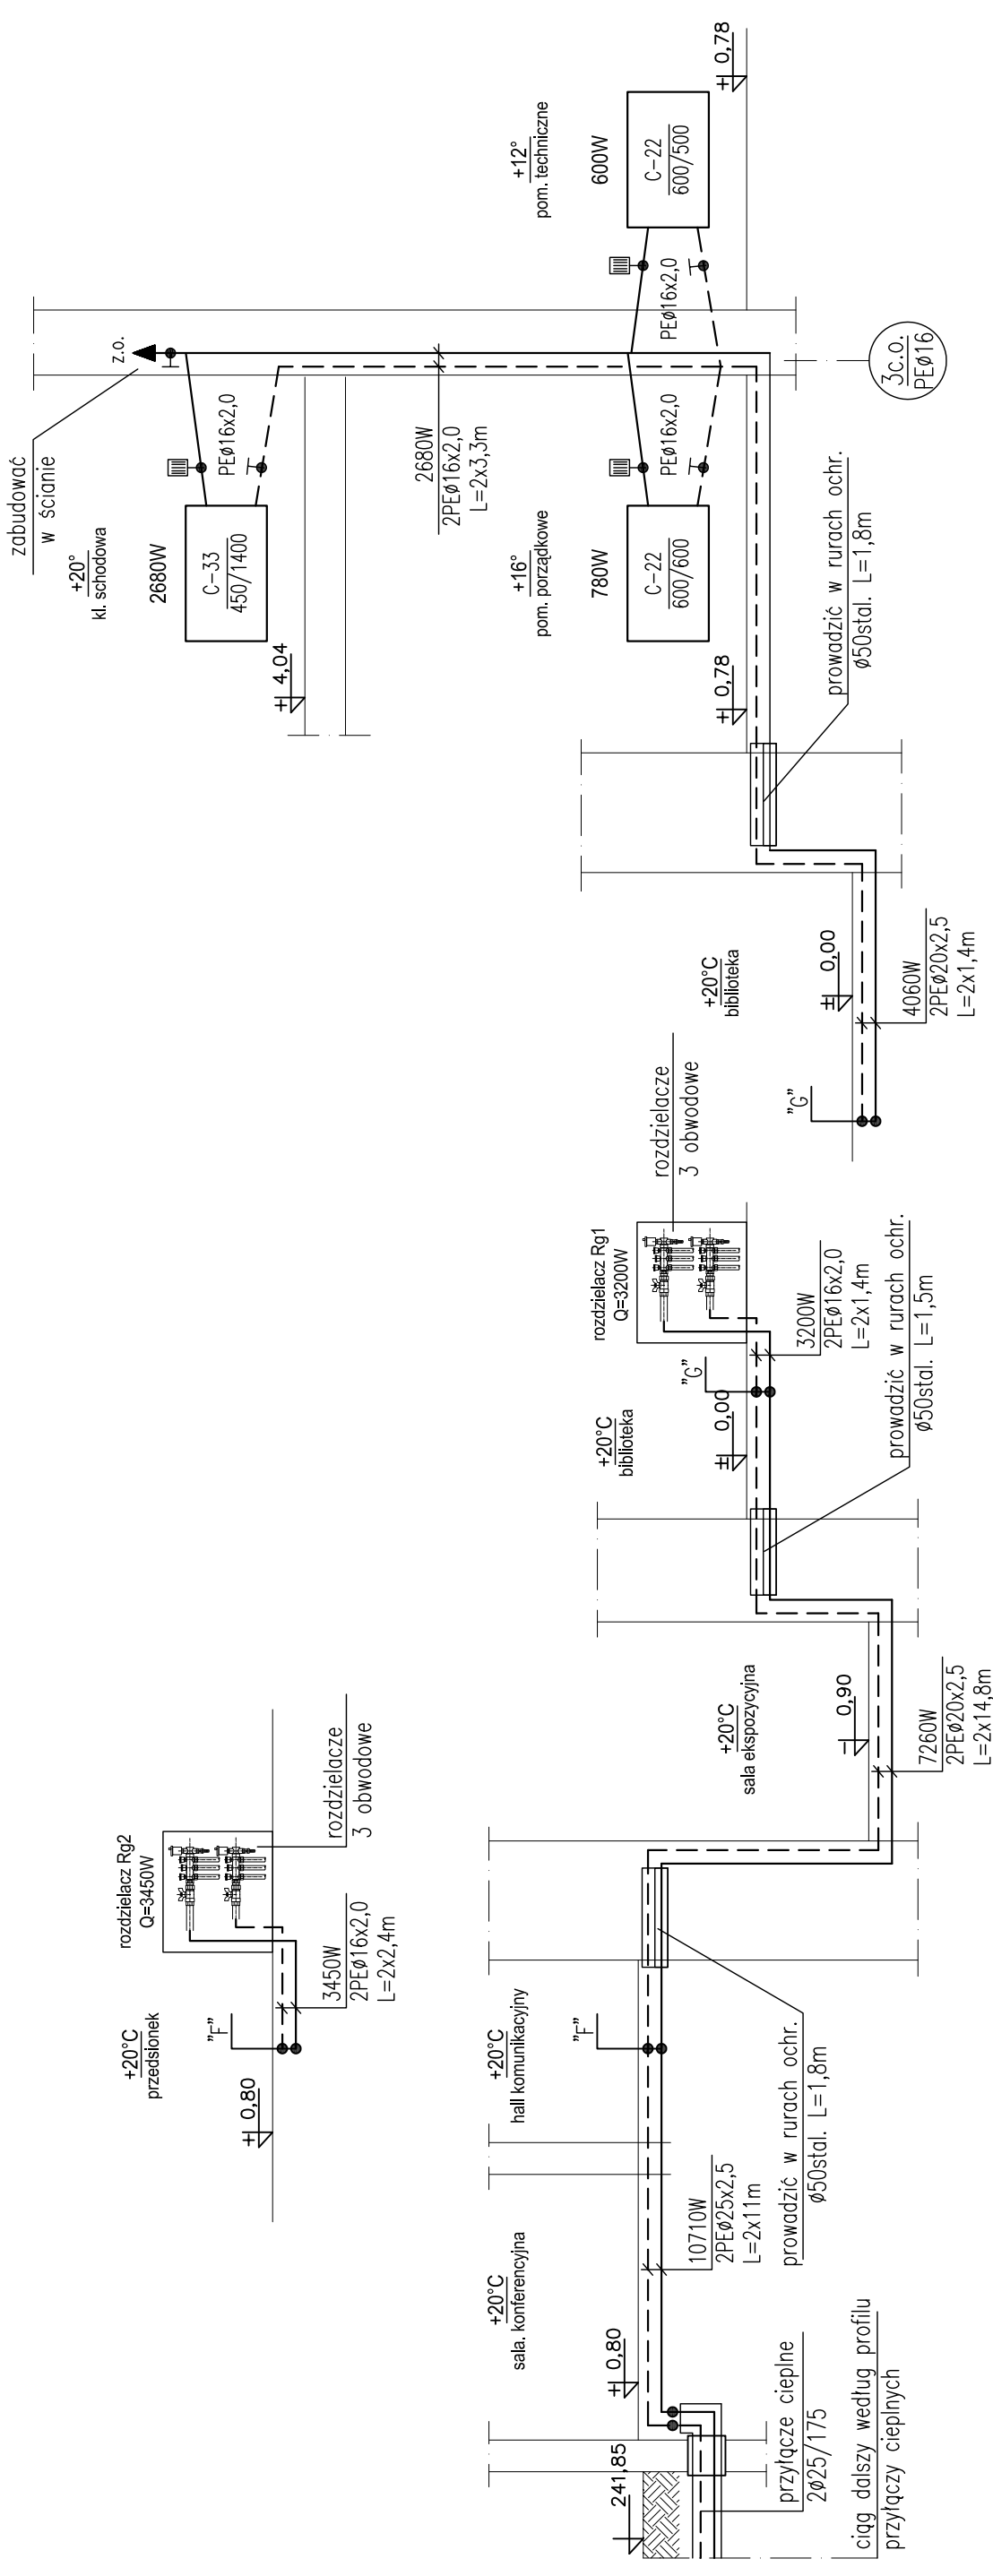 zabudować
w ścianie
z.o.
+20°
kl. schodowa
2680W
C-33
450/1400
PEø16x2,0
± 4,04
2680W
2PEø16x2,0
L=2x3,3m
+12°
pom. techniczne
600W
C-22
600/500
PEø16x2,0
± 0,78
+16°
pom. porządkowe
780W
C-22
600/600
PEø16x2,0
± 0,78
3c.o.
PEø16
prowadzić w rurach ochr.
ø50stal. L=1,8m
+20°C
biblioteka
± 0,00
4060W
2PEø20x2,5
L=2x1,4m
"G"
rozdzielacze
3 obwodowe
rozdzielacz Rg1
Q=3200W
"G"
3200W
2PEø16x2,0
L=2x1,4m
+20°C
biblioteka
± 0,00
prowadzić w rurach ochr.
ø50stal. L=1,5m
+20°C
sala ekspozycyjna
- 0,90
7260W
2PEø20x2,5
L=2x14,8m
rozdzielacz Rg2
Q=3450W
rozdzielacze
3 obwodowe
3450W
2PEø16x2,0
L=2x2,4m
+20°C
przedsionek
"F"
± 0,80
+20°C
hall komunikacyjny
"F"
prowadzić w rurach ochr.
ø50stal. L=1,8m
10710W
2PEø25x2,5
L=2x11m
+20°C
sala. konferencyjna
± 0,80
241,85
przyłącze cieplne
2ø25/175
ciąg dalszy według profilu
przyłączy cieplnych